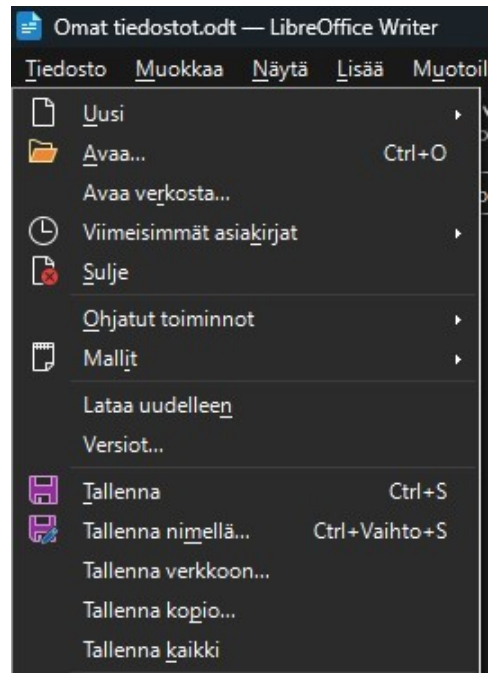 Omat tiedostot.odt — LibreOffice Writer
Tiedosto Muokkaa Näytä Lisää Muotoil
Uusi
Avaa... Ctrl+O
Avaa verkosta...
Viimeisimmät asiakirjat
Sulje
Ohjatut toiminnot
Mallit
Lataa uudelleen
Versiot...
Tallenna Ctrl+S
Tallenna nimellä... Ctrl+Vaihto+S
Tallenna verkkoon...
Tallenna kopio...
Tallenna kaikki